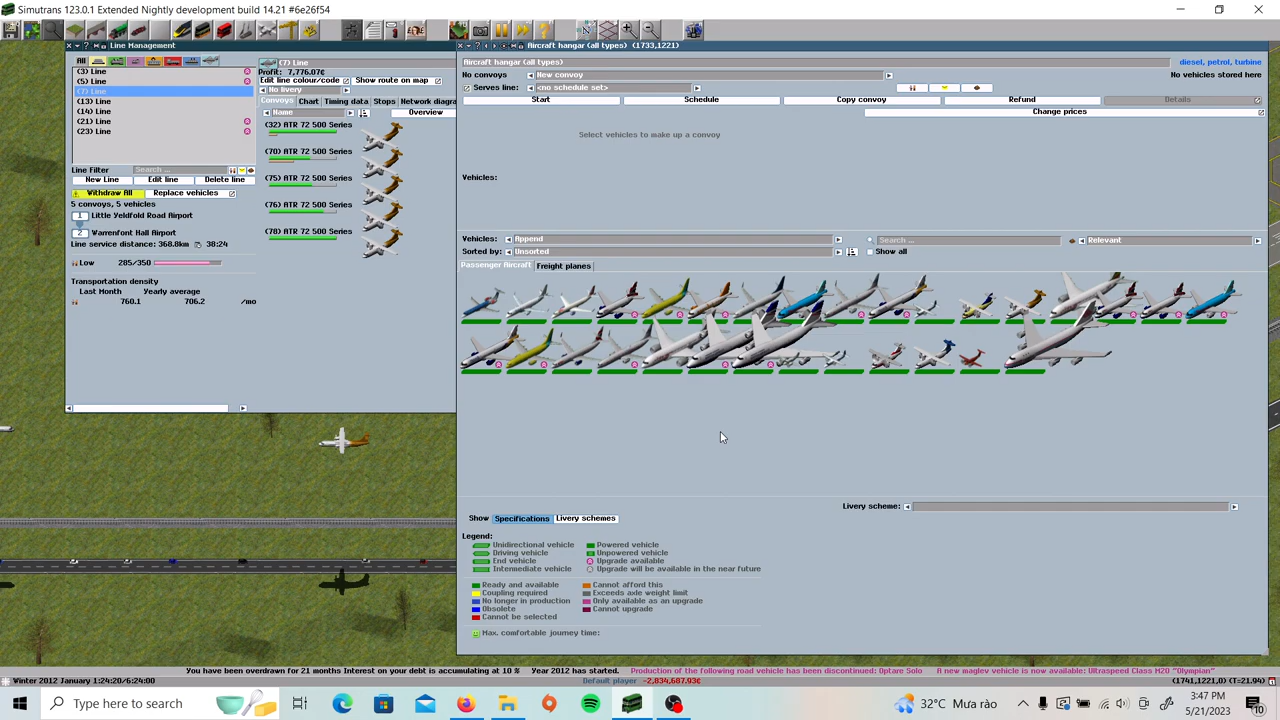 Simutrans 123.0.1 Extended Nightly development build 14.21 #6e26f54
Line Management
All
(3) Line
(5) Line
(7) Line
(13) Line
(14) Line
(21) Line
(23) Line
Line Filter Search ...
New Line Edit line Delete line
Withdraw All Replace vehicles
5 convoys, 5 vehicles
1 Little Yeldfold Road Airport
2 Warrenfont Hall Airport
Line service distance: 368.8km 38:24
Low 285/350
Transportation density
Last Month Yearly average
760.1 706.2 /mo
(7) Line
Profit: 7,776.07¢
Edit line colour/code Show route on map
No livery
Convoys Chart Timing data Stops Network diagra
Name Overview
(32) ATR 72 500 Series
(70) ATR 72 500 Series
(75) ATR 72 500 Series
(76) ATR 72 500 Series
(78) ATR 72 500 Series
Aircraft hangar (all types) (1733,1221)
Aircraft hangar (all types) diesel, petrol, turbine
No convoys New convoy No vehicles stored here
Serves line: <no schedule set>
Start Schedule Copy convoy Refund Details
Change prices
Select vehicles to make up a convoy
Vehicles:
Vehicles: Append Search ... Relevant
Sorted by: Unsorted Show all
Passenger Aircraft Freight planes
Livery scheme:
Show Specifications Livery schemes
Legend:
Unidirectional vehicle Powered vehicle
Driving vehicle Unpowered vehicle
End vehicle Upgrade available
Intermediate vehicle Upgrade will be available in the near future
Ready and available Cannot afford this
Coupling required Exceeds axle weight limit
No longer in production Only available as an upgrade
Obsolete Cannot upgrade
Cannot be selected
Max. comfortable journey time:
You have been overdrawn for 21 months Interest on your debt is accumulating at 10 % Year 2012 has started. Production of the following road vehicle has been discontinued: Optare Solo A new maglev vehicle is now available: Ultraspeed Class M20 "Olympian"
Winter 2012 January 1:24:20/6:24:00 Default player -2,834,687.93¢ (1741,1221,0) (T=21.94)
Type here to search
32°C Mưa rào
3:47 PM
5/21/2023
10